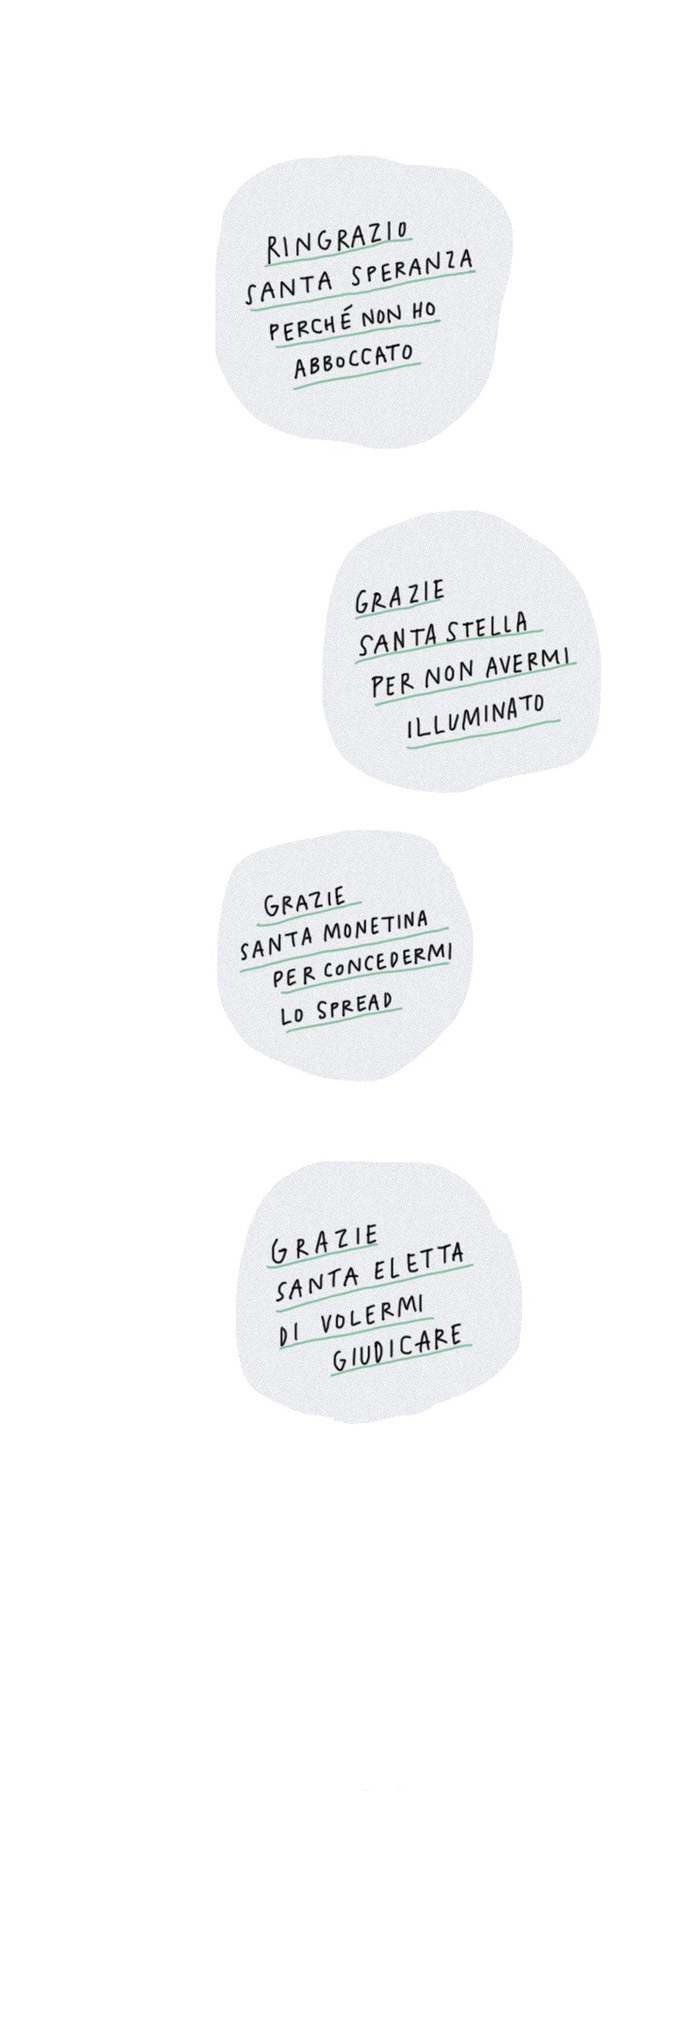 RINGRAZIO
SANTA SPERANZA
PERCHÉ NON HO
ABBOCCATO
GRAZIE
SANTA STELLA
PER NON AVERMI
ILLUMINATO
GRAZIE
SANTA MONETINA
PER CONCEDERMI
LO SPREAD
GRAZIE
SANTA ELETTA
DI VOLERMI
GIUDICARE